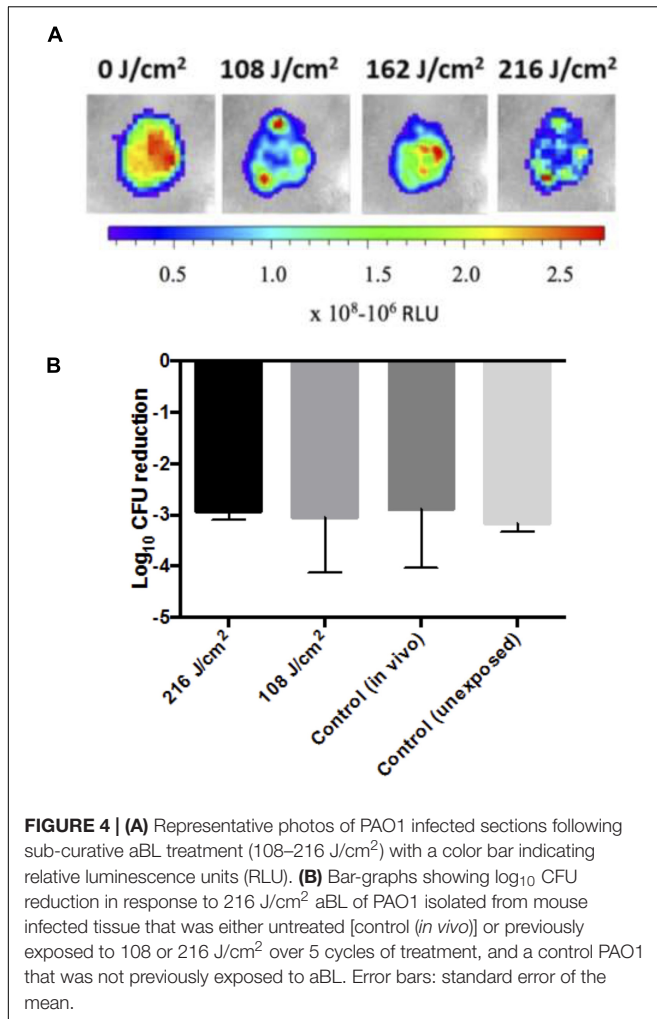 A
0 J/cm² 108 J/cm² 162 J/cm² 216 J/cm²
0.5 1.0 1.5 2.0 2.5
x 10⁸-10⁶ RLU
B
Log₁₀ CFU reduction
0
-1
-2
-3
-4
-5
216 J/cm²
108 J/cm²
Control (in vivo)
Control (unexposed)
FIGURE 4 | (A) Representative photos of PAO1 infected sections following
sub-curative aBL treatment (108–216 J/cm²) with a color bar indicating
relative luminescence units (RLU). (B) Bar-graphs showing log₁₀ CFU
reduction in response to 216 J/cm² aBL of PAO1 isolated from mouse
infected tissue that was either untreated [control (in vivo)] or previously
exposed to 108 or 216 J/cm² over 5 cycles of treatment, and a control PAO1
that was not previously exposed to aBL. Error bars: standard error of the
mean.